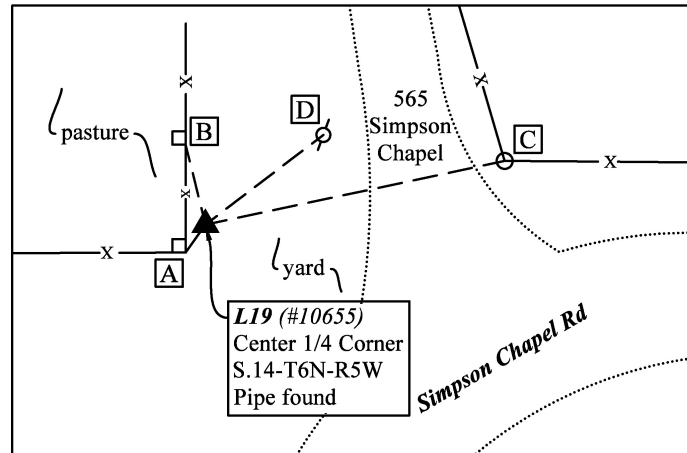 X
B
D
565
Simpson
Chapel
X
C
pasture
X
X
X
A
yard
L19 (#10655)
Center 1/4 Corner
S.14-T6N-R5W
Pipe found
Simpson Chapel Rd